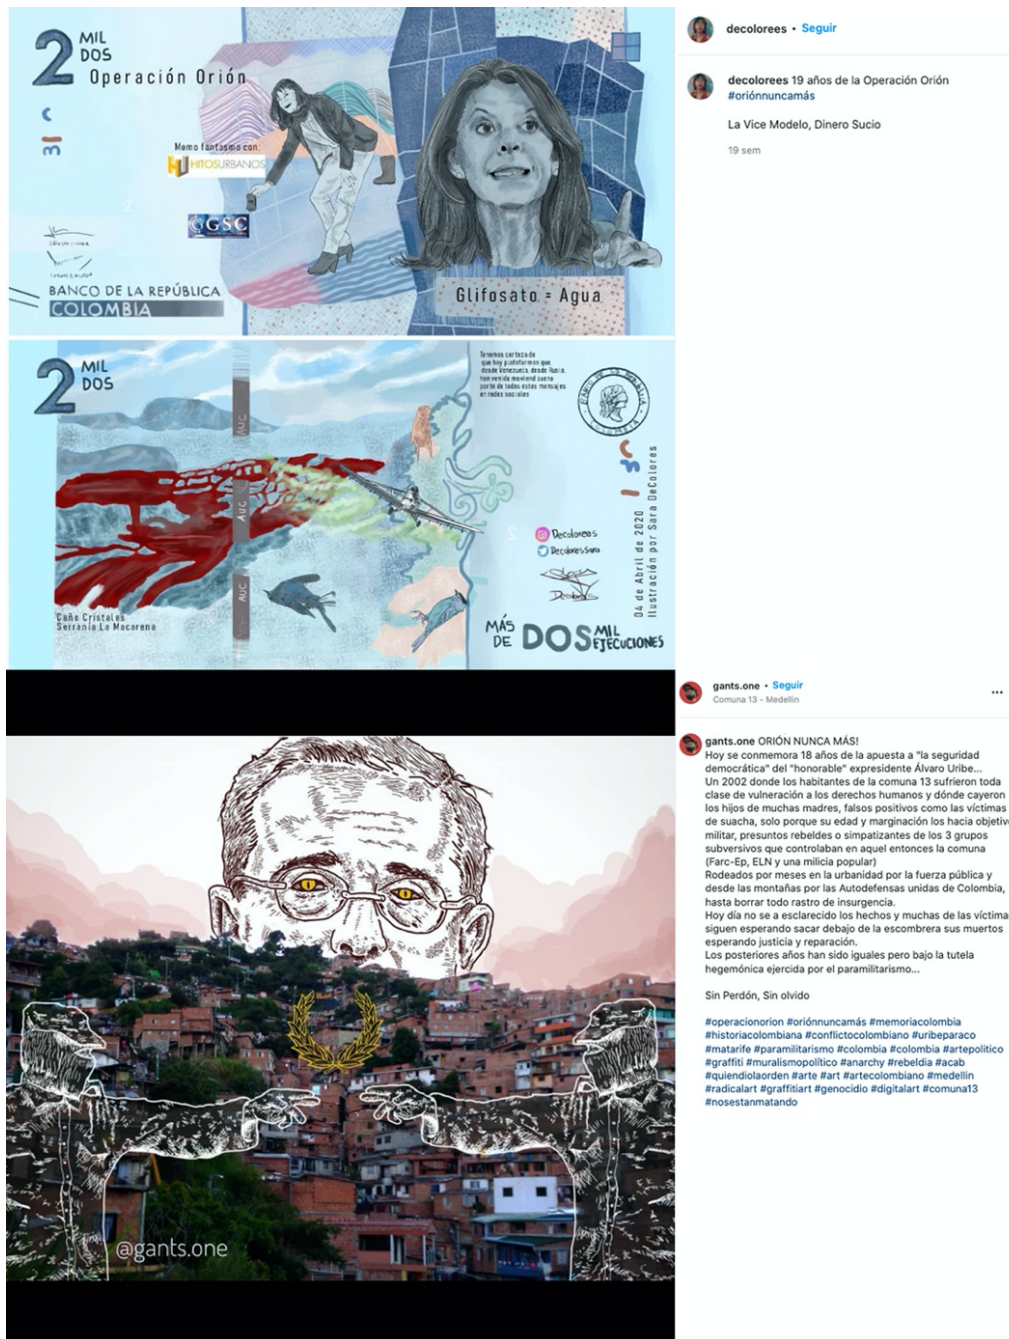 2 MIL
DOS
Operación Orión
Memo fantasma con:
HITOSURBANOS
GSC
BANCO DE LA REPÚBLICA
COLOMBIA
Glifosato = Agua
decolorees • Seguir
decolorees 19 años de la Operación Orión
#oriónnuncamás
La Vice Modelo, Dinero Sucio
19 sem
2 MIL
DOS
AUC
AUC
AUC
Caño Cristales
Serranía La Macarena
Tenemos certeza de
que hay plataformas que
desde Venezuela, desde Rusia,
han venido moviend
parte de todos estos mensajes
en redes sociales
COLOMBIA
Decolorees
DecoloresSara
04 de Abril de 2020
Ilustración por Sara DeColores
MÁS
DE DOS MIL
EJECUCIONES
gants.one • Seguir
Comuna 13 - Medellín
gants.one ORIÓN NUNCA MÁS!
Hoy se conmemora 18 años de la apuesta a "la seguridad
democrática" del "honorable" expresidente Álvaro Uribe...
Un 2002 donde los habitantes de la comuna 13 sufrieron toda
clase de vulneración a los derechos humanos y dónde cayeron
los hijos de muchas madres, falsos positivos como las víctimas
de suacha, solo porque su edad y marginación los hacia objetiv
militar, presuntos rebeldes o simpatizantes de los 3 grupos
subversivos que controlaban en aquel entonces la comuna
(Farc-Ep, ELN y una milicia popular)
Rodeados por meses en la urbanidad por la fuerza pública y
desde las montañas por las Autodefensas unidas de Colombia,
hasta borrar todo rastro de insurgencia.
Hoy día no se a esclarecido los hechos y muchas de las víctima
siguen esperando sacar debajo de la escombrera sus muertos
esperando justicia y reparación.
Los posteriores años han sido iguales pero bajo la tutela
hegemónica ejercida por el paramilitarismo...
Sin Perdón, Sin olvido
#operacionorion #oriónnuncamás #memoriacolombia
#historiacolombiana #conflictocolombiano #uribeparaco
#matarife #paramilitarismo #colombia #colombia #artepolitico
#graffiti #muralismopolítico #anarchy #rebeldia #acab
#quiendiolaorden #arte #art #artecolombiano #medellin
#radicalart #graffitiart #genocidio #digitalart #comuna13
#nosestanmatando
@gants.one